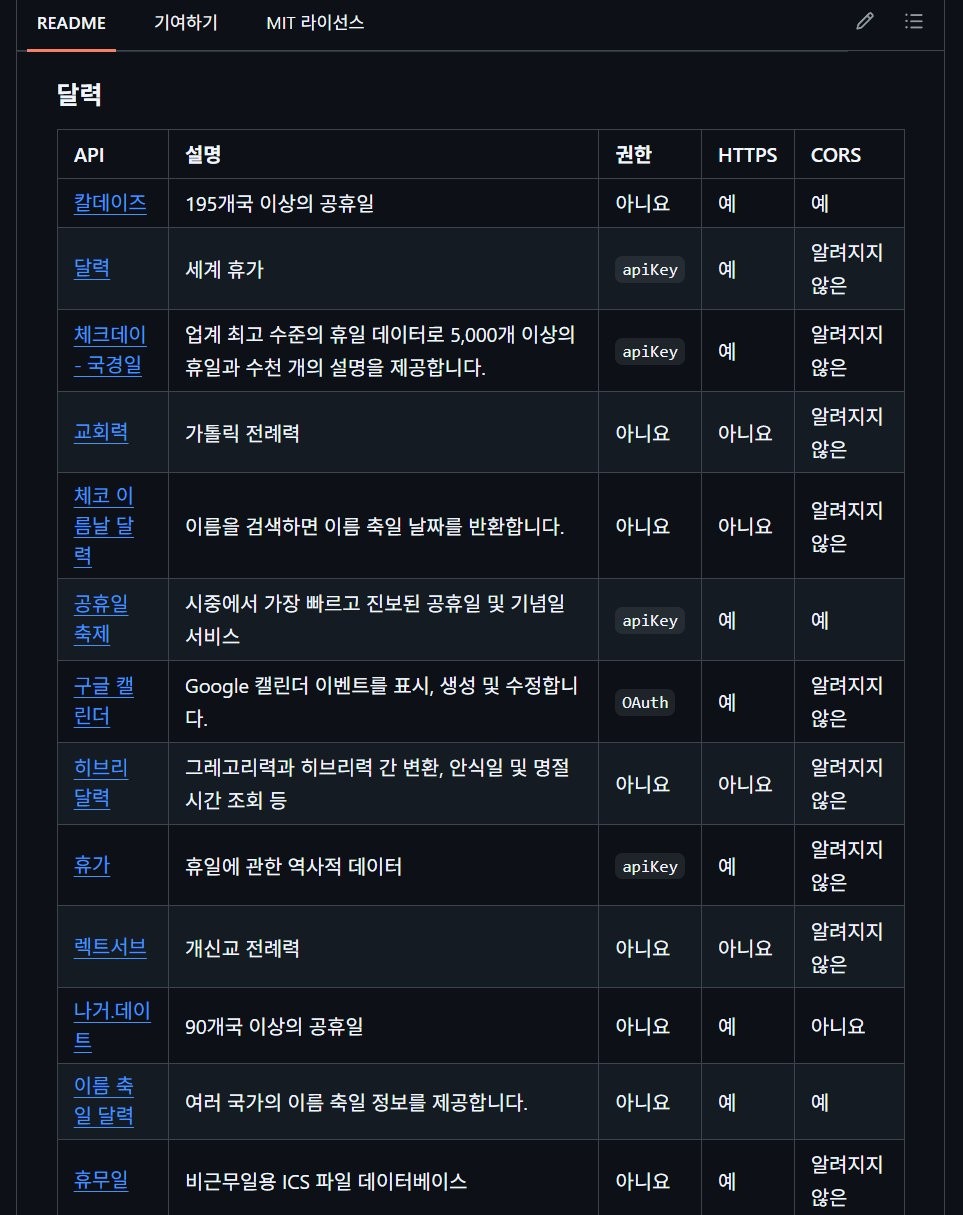 README 기여하기 MIT 라이선스
달력
API 설명 권한 HTTPS CORS
칼데이즈 195개국 이상의 공휴일 아니요 예 예
달력 세계 휴가 apiKey 예 알려지지
않은
체크데이
- 국경일 업계 최고 수준의 휴일 데이터로 5,000개 이상의
휴일과 수천 개의 설명을 제공합니다. apiKey 예 알려지지
않은
교회력 가톨릭 전례력 아니요 아니요 알려지지
않은
체코 이
름날 달
력 이름을 검색하면 이름 축일 날짜를 반환합니다. 아니요 아니요 알려지지
않은
공휴일
축제 시중에서 가장 빠르고 진보된 공휴일 및 기념일
서비스 apiKey 예 예
구글 캘
린더 Google 캘린더 이벤트를 표시, 생성 및 수정합니
다. OAuth 예 알려지지
않은
히브리
달력 그레고리력과 히브리력 간 변환, 안식일 및 명절
시간 조회 등 아니요 아니요 알려지지
않은
휴가 휴일에 관한 역사적 데이터 apiKey 예 알려지지
않은
렉트서브 개신교 전례력 아니요 아니요 알려지지
않은
나거.데이
트 90개국 이상의 공휴일 아니요 예 아니요
이름 축
일 달력 여러 국가의 이름 축일 정보를 제공합니다. 아니요 예 예
휴무일 비근무일용 ICS 파일 데이터베이스 아니요 예 알려지지
않은